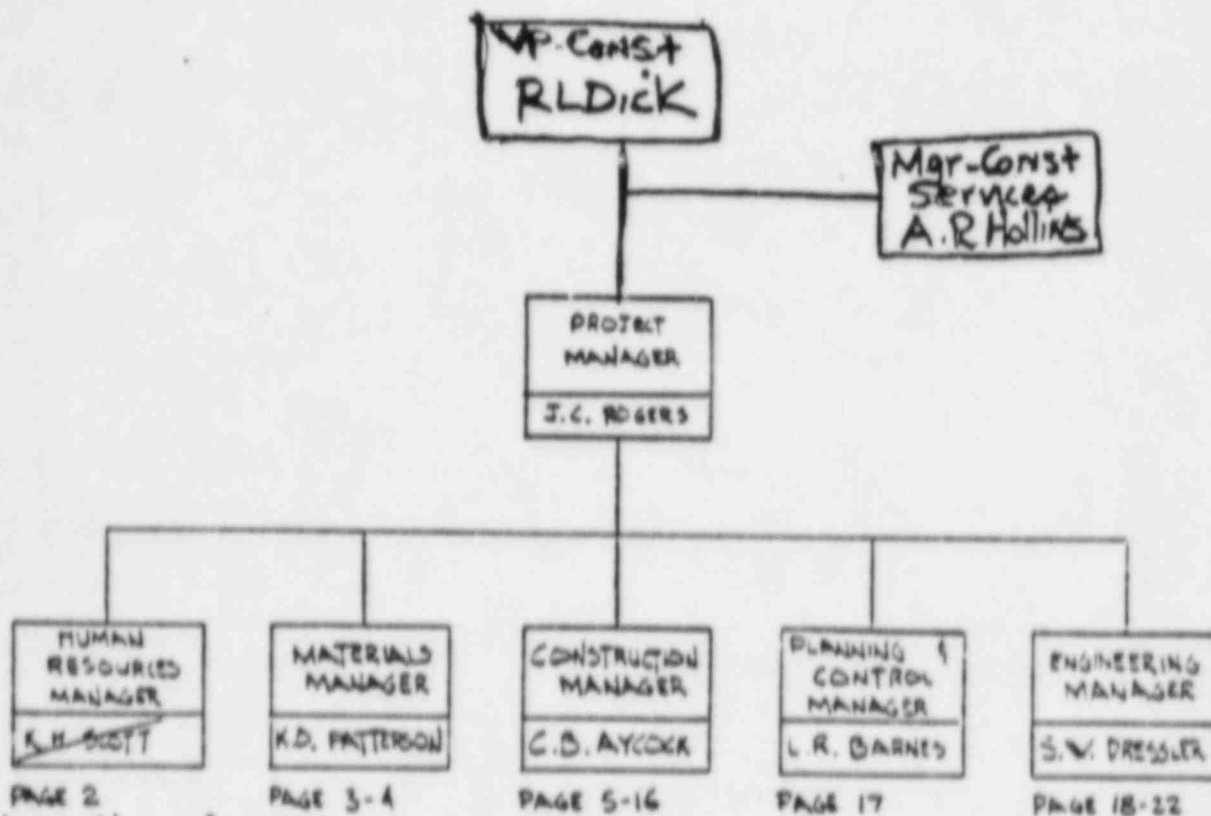 VP-Const
RLDick
Mgr-Const
Services
A.R Hollins
PROJECT
MANAGER
J.C. ROGERS
HUMAN
RESOURCES
MANAGER
K H SCOTT
PAGE 2
MATERIALS
MANAGER
K.D. PATTERSON
PAGE 3-4
CONSTRUCTION
MANAGER
C.B. AYCOCK
PAGE 5-16
PLANNING &
CONTROL
MANAGER
L.R. BARNES
PAGE 17
ENGINEERING
MANAGER
S.W. DRESSLER
PAGE 18-22